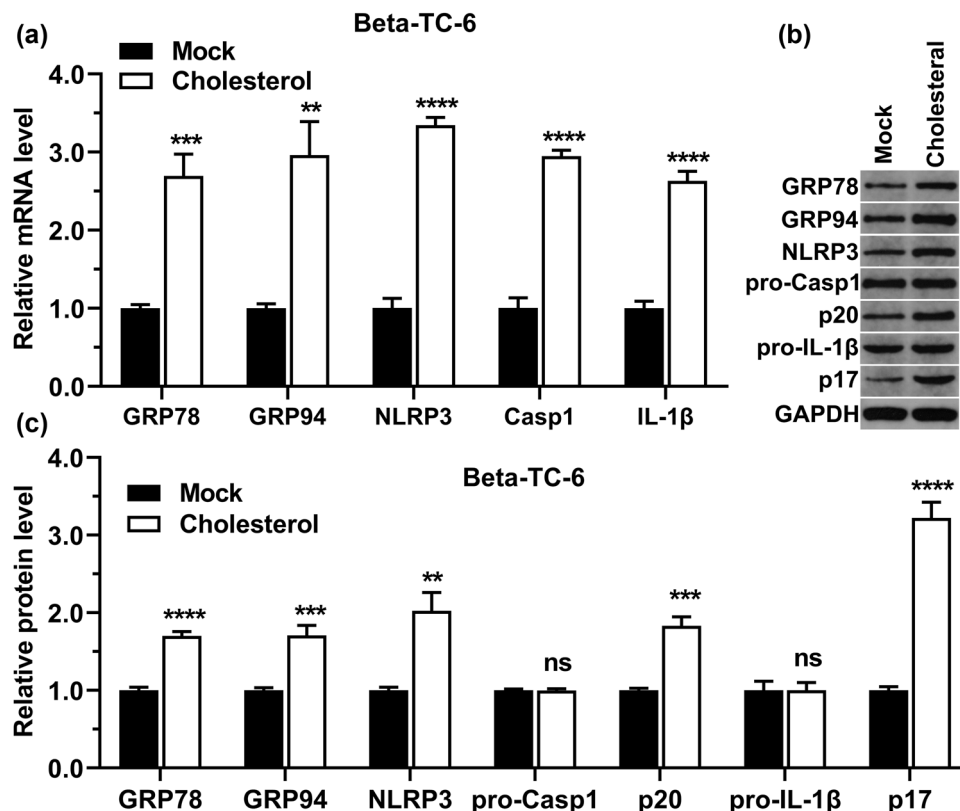 (a)
Beta-TC-6
Mock
Cholesterol
Relative mRNA level
4.0
3.0
2.0
1.0
0.0
*** ** **** **** ****
GRP78 GRP94 NLRP3 Casp1 IL-1β
(b)
Mock Cholesteral
GRP78
GRP94
NLRP3
pro-Casp1
p20
pro-IL-1β
p17
GAPDH
(c)
Beta-TC-6
Mock
Cholesterol
Relative protein level
4.0
3.0
2.0
1.0
0.0
**** *** ** ns *** ns ****
GRP78 GRP94 NLRP3 pro-Casp1 p20 pro-IL-1β p17